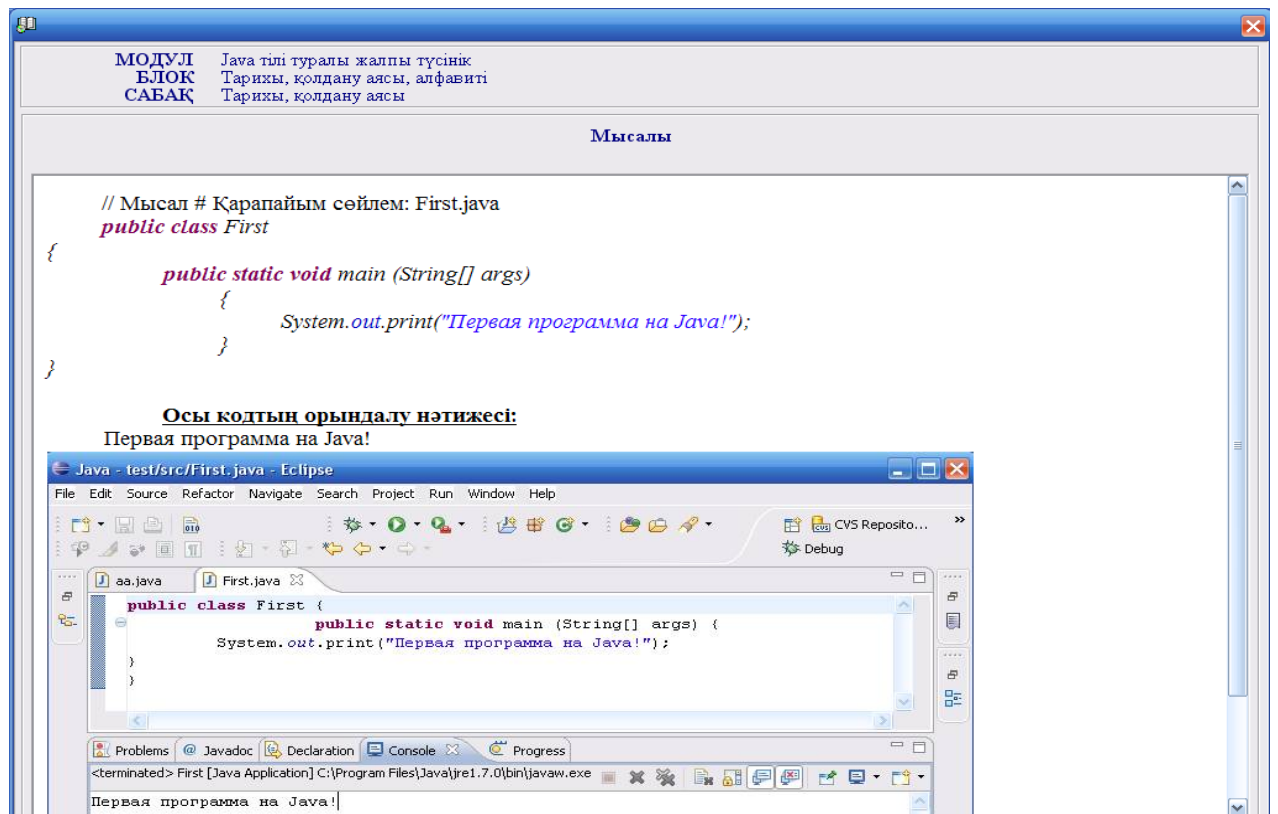 МОДУЛ Java тілі туралы жалпы түсінік
БЛОК Тарихы, қолдану аясы, алфавиті
САБАҚ Тарихы, қолдану аясы
Мысалы
// Мысал # Қарапайым сөйлем: First.java
public class First
{
public static void main (String[] args)
{
System.out.print("Первая программа на Java!");
}
}
Осы кодтың орындалу нәтижесі:
Первая программа на Java!
Java - test/src/First.java - Eclipse
File Edit Source Refactor Navigate Search Project Run Window Help
CVS Reposito... »
Debug
aa.java First.java
public class First {
public static void main (String[] args) {
System.out.print("Первая программа на Java!");
}
}
Problems @ Javadoc Declaration Console Progress
<terminated> First [Java Application] C:\Program Files\Java\jre1.7.0\bin\javaw.exe
Первая программа на Java!